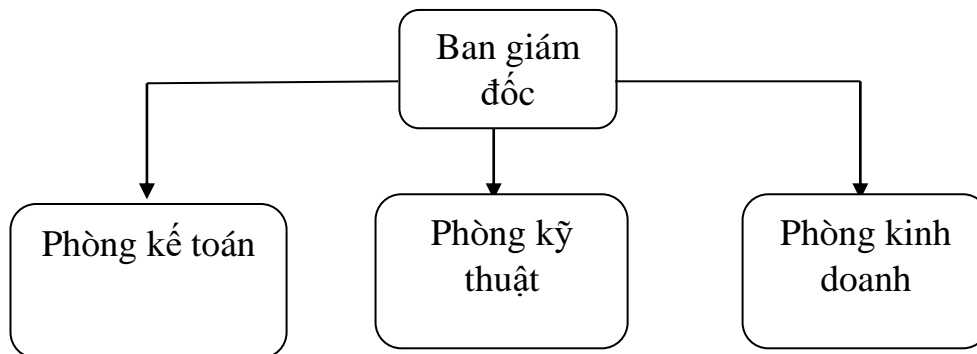 Ban giám
đốc
Phòng kế toán
Phòng kỹ
thuật
Phòng kinh
doanh